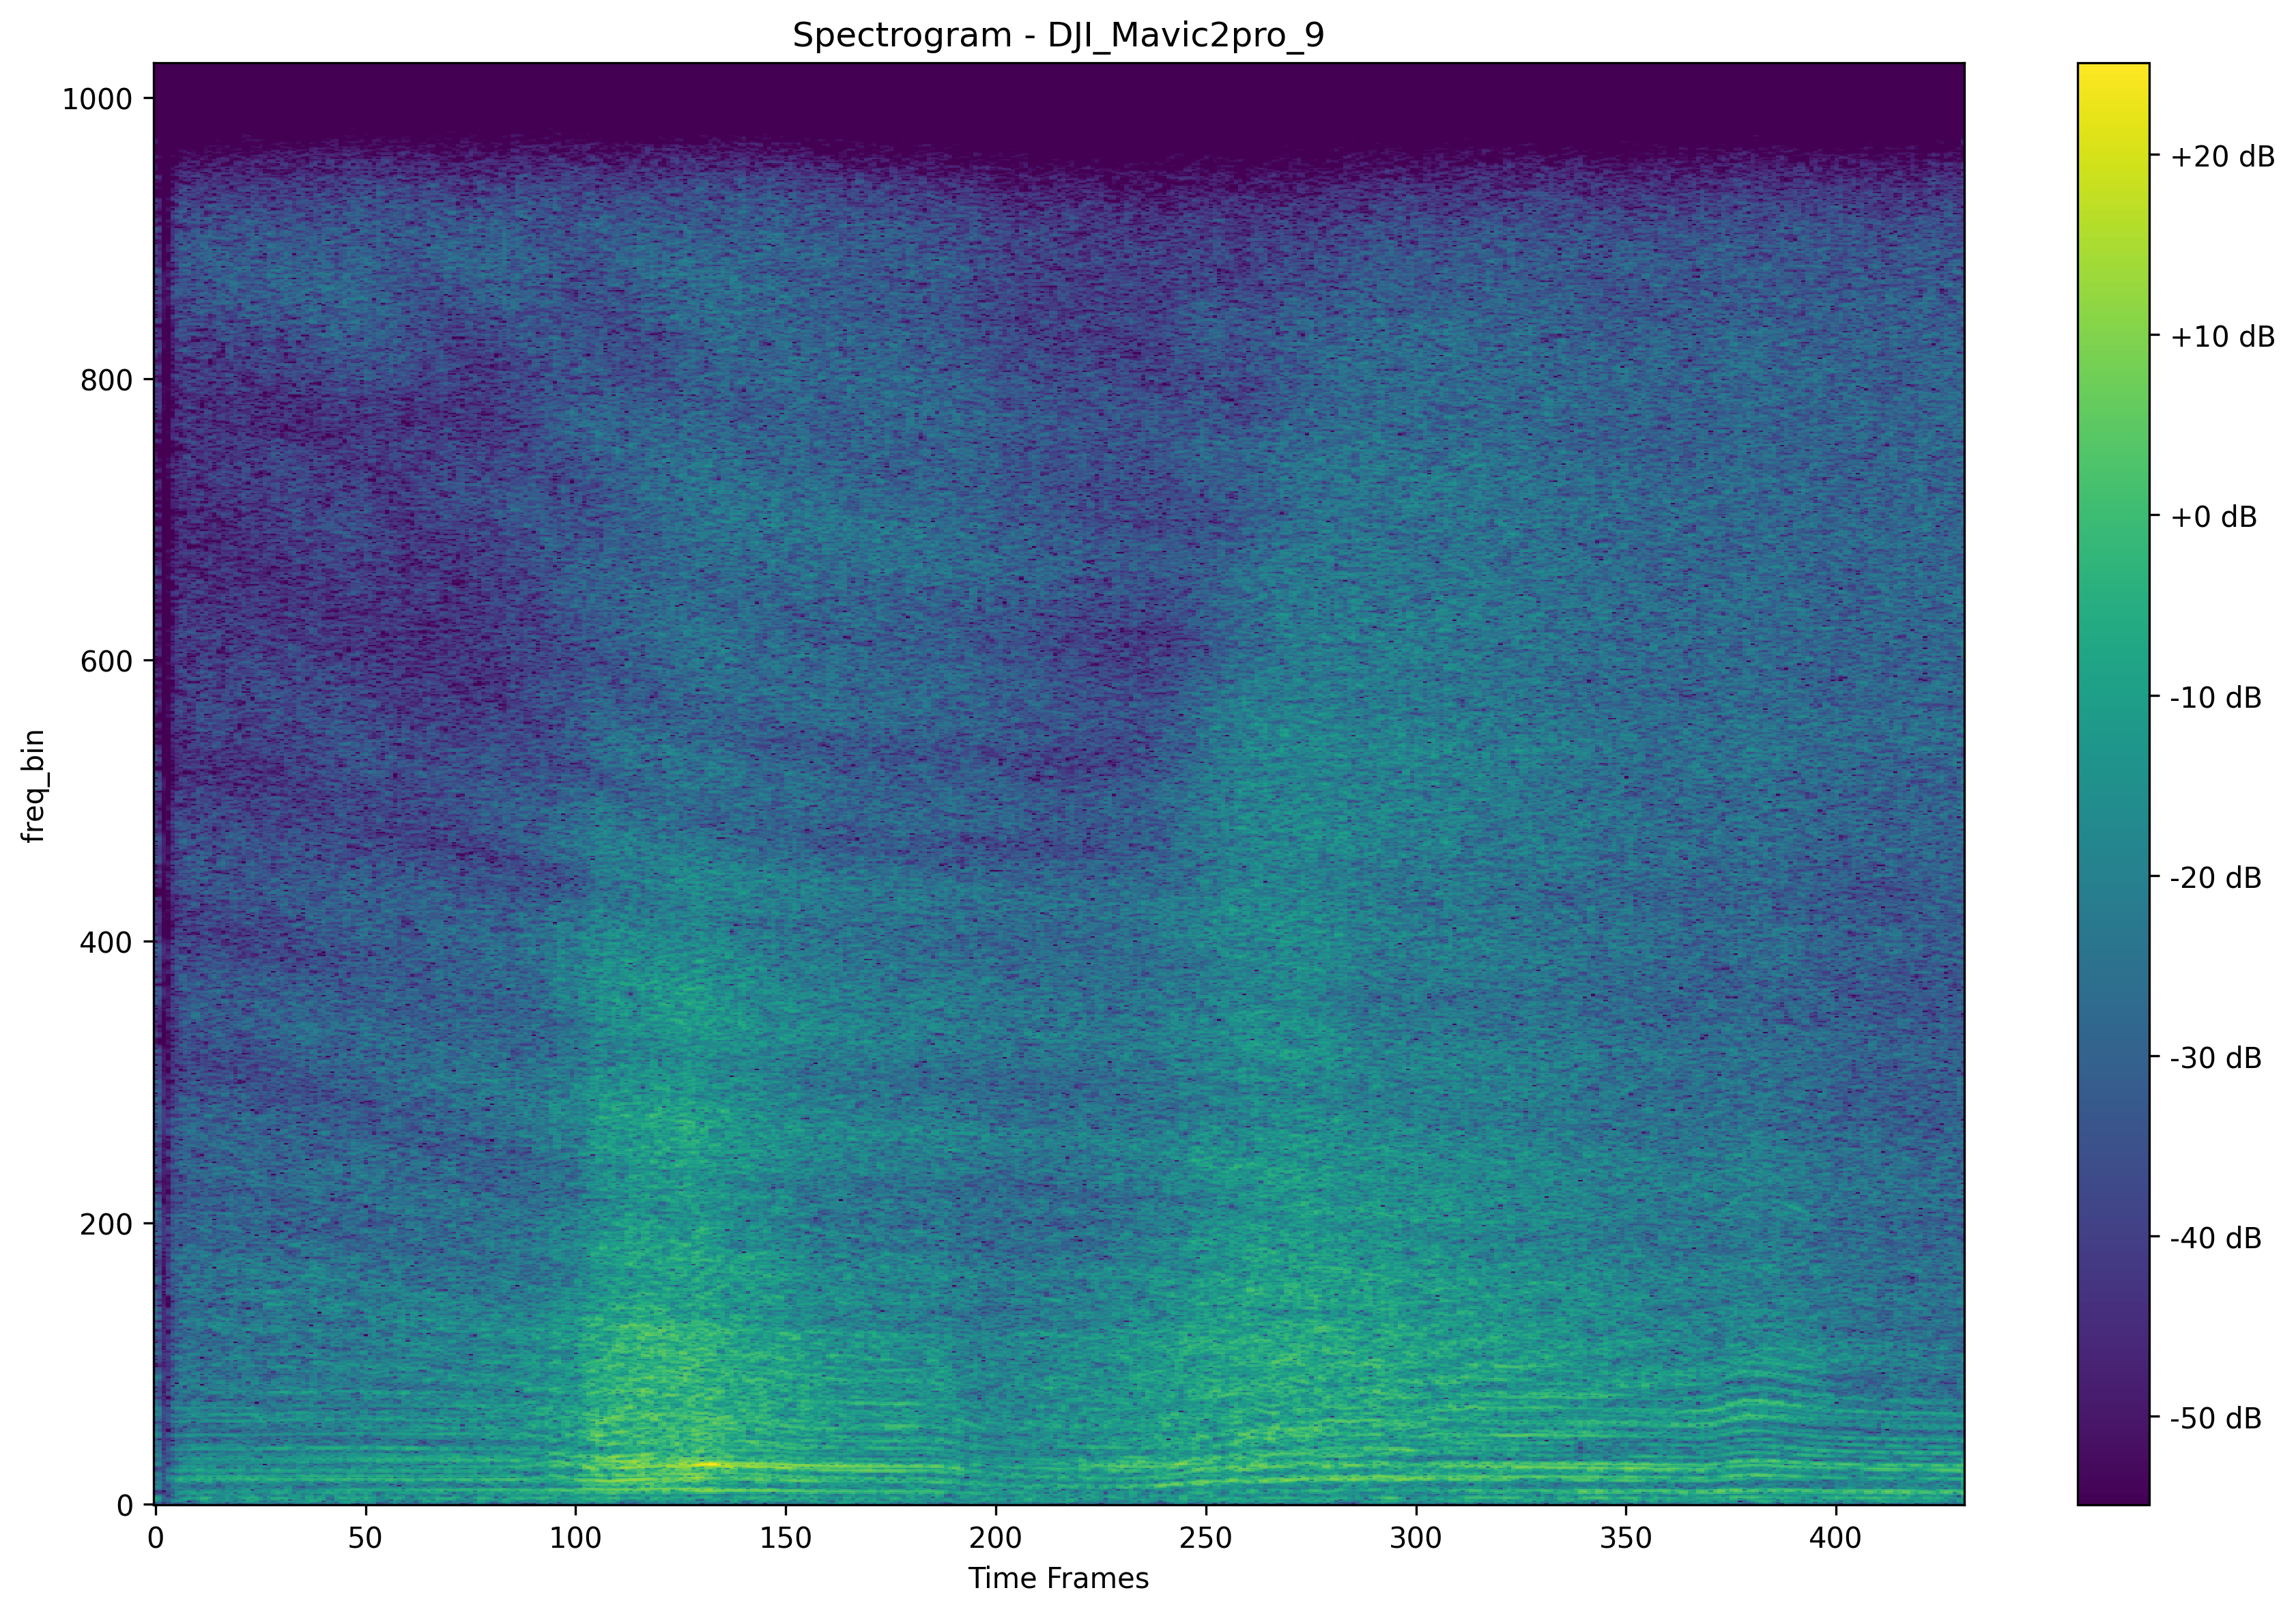 Spectrogram - DJI_Mavic2pro_9
freq_bin
1000
800
600
400
200
0
0 50 100 150 200 250 300 350 400
Time Frames
+20 dB
+10 dB
+0 dB
-10 dB
-20 dB
-30 dB
-40 dB
-50 dB